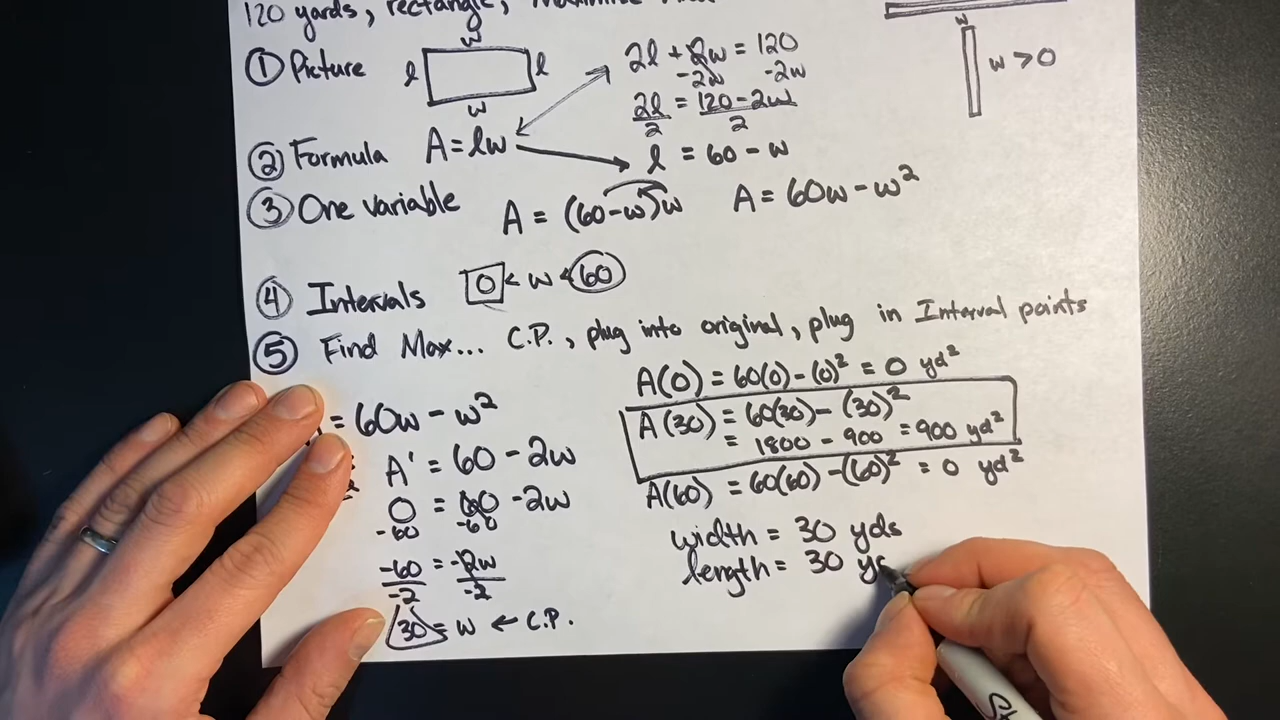 120 yards, rectangle,
① Picture
w
l l
w
2l + 2w = 120
-2w -2w
2l = 120 - 2w
2 2
l = 60 - w
w
w > 0
② Formula A = lw
③ One variable A = (60-w)w A = 60w - w²
④ Intervals 0 < w < 60
⑤ Find Max... C.P., plug into original, plug in Interval points
= 60w - w²
A' = 60 - 2w
0 = 60 - 2w
-60 -60
-60 = -2w
-2 -2
30 = w ← C.P.
A(0) = 60(0) - (0)² = 0 yd²
A(30) = 60(30) - (30)²
= 1800 - 900 = 900 yd²
A(60) = 60(60) - (60)² = 0 yd²
width = 30 yds
length = 30 yd